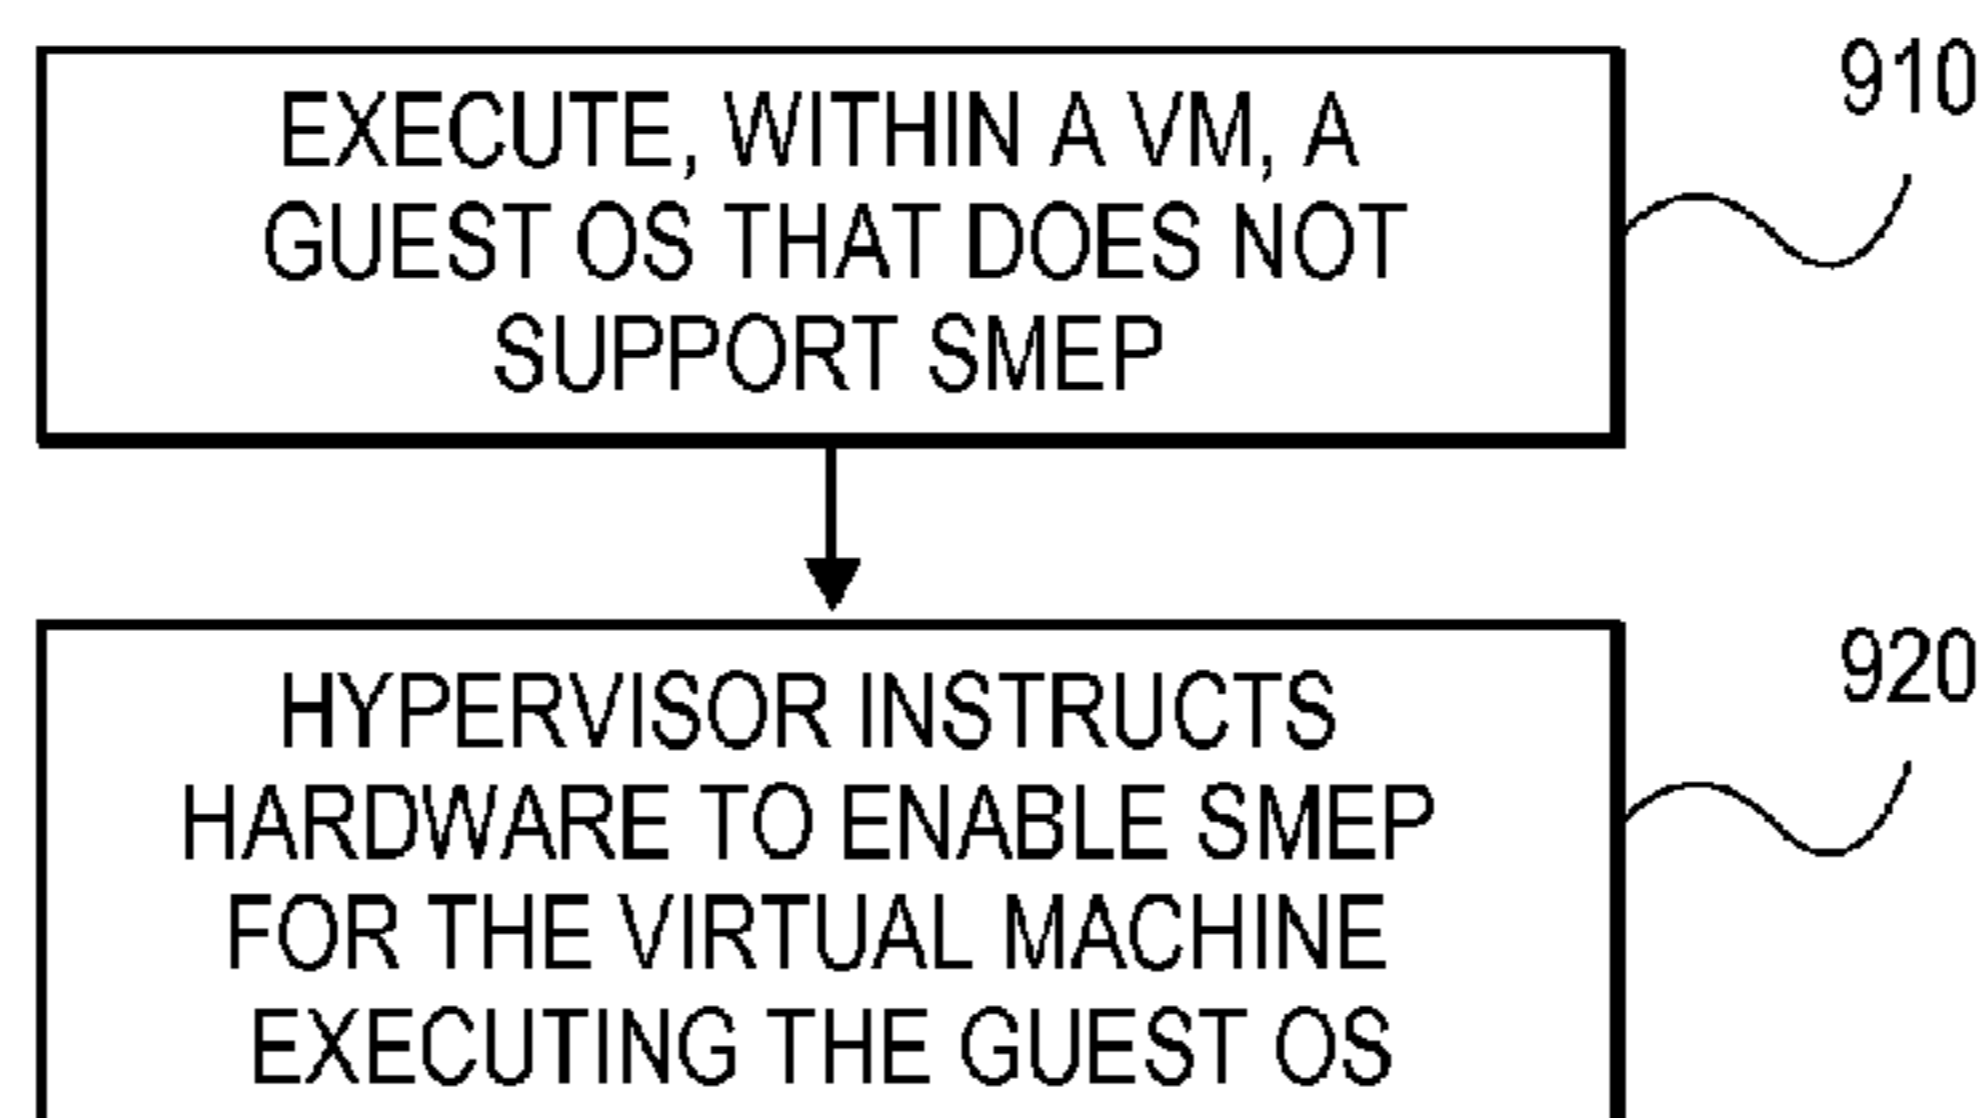 EXECUTE, WITHIN A VM, A
GUEST OS THAT DOES NOT
SUPPORT SMEP
910
HYPERVISOR INSTRUCTS
HARDWARE TO ENABLE SMEP
FOR THE VIRTUAL MACHINE
EXECUTING THE GUEST OS
920